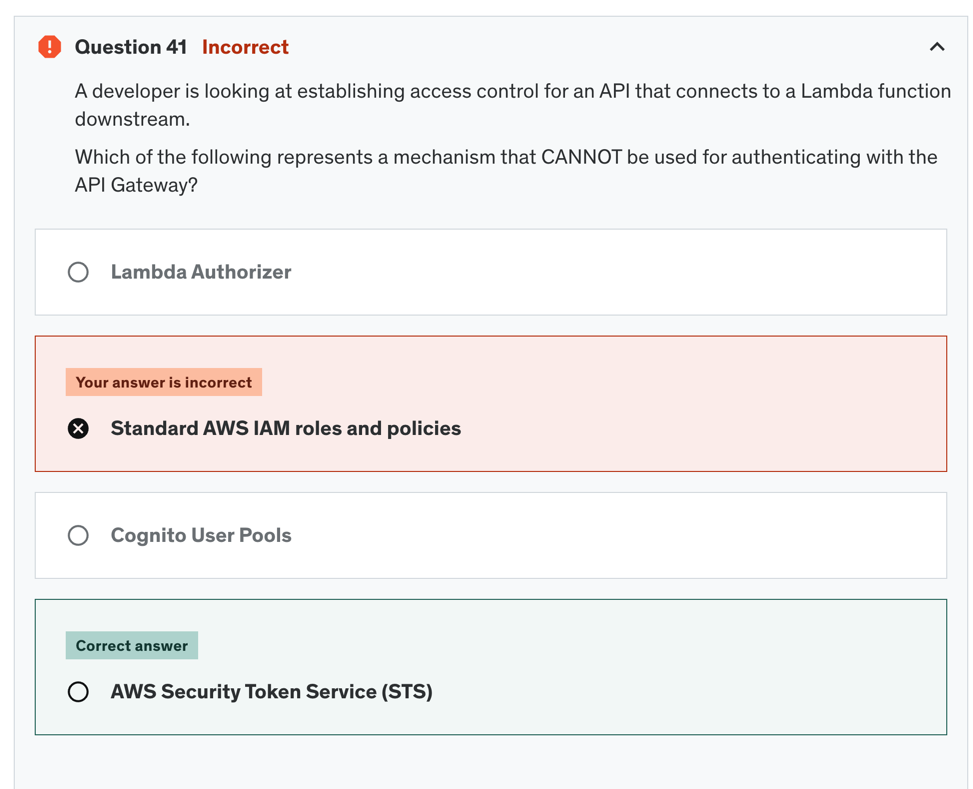 Question 41 Incorrect
A developer is looking at establishing access control for an API that connects to a Lambda function
downstream.
Which of the following represents a mechanism that CANNOT be used for authenticating with the
API Gateway?
Lambda Authorizer
Your answer is incorrect
Standard AWS IAM roles and policies
Cognito User Pools
Correct answer
AWS Security Token Service (STS)